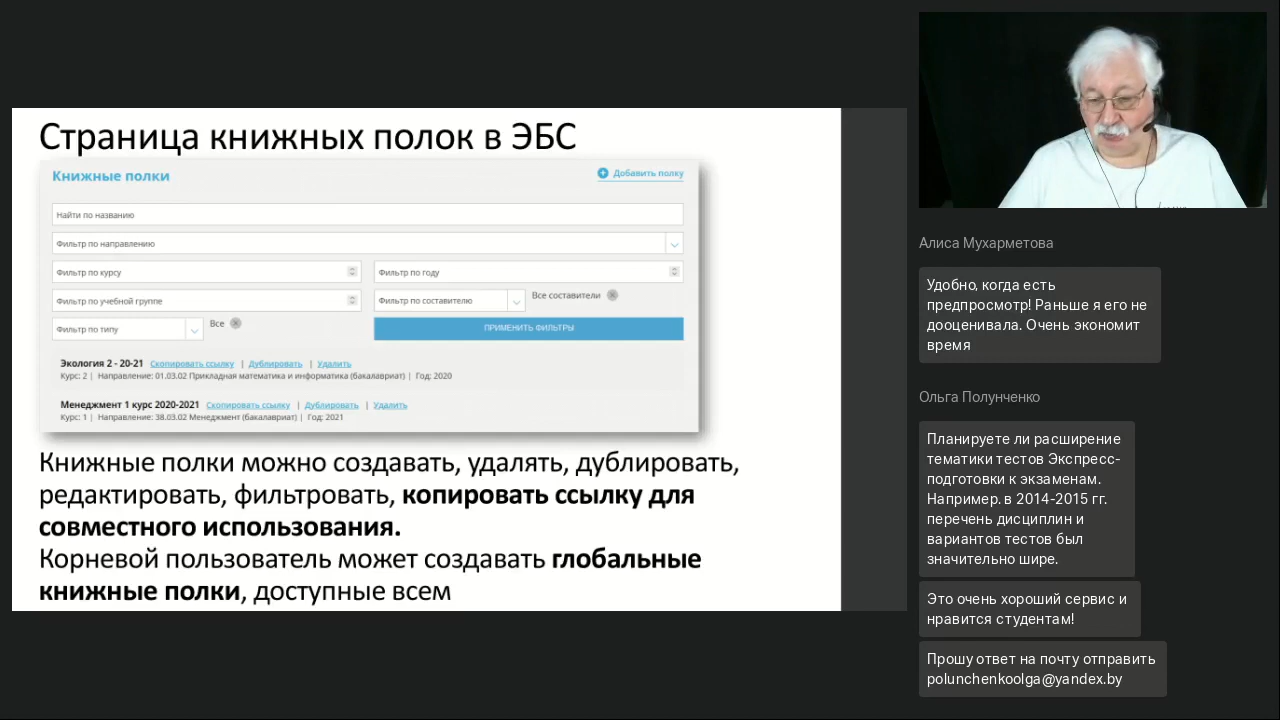 Страница книжных полок в ЭБС
Книжные полки
Добавить полку
Найти по названию
Фильтр по направлению
Фильтр по курсу
Фильтр по году
Фильтр по учебной группе
Фильтр по составителю
Все составители
Фильтр по типу
Все
ПРИМЕНИТЬ ФИЛЬТРЫ
Экология 2 - 20-21 Скопировать ссылку | Дублировать | Удалить
Курс: 2 | Направление: 01.03.02 Прикладная математика и информатика (бакалавриат) | Год: 2020
Менеджмент 1 курс 2020-2021 Скопировать ссылку | Дублировать | Удалить
Курс: 1 | Направление: 38.03.02 Менеджмент (бакалавриат) | Год: 2021
Книжные полки можно создавать, удалять, дублировать,
редактировать, фильтровать, копировать ссылку для
совместного использования.
Корневой пользователь может создавать глобальные
книжные полки, доступные всем
Алиса Мухарметова
Удобно, когда есть
предпросмотр! Раньше я его не
дооценивала. Очень экономит
время
Ольга Полунченко
Планируете ли расширение
тематики тестов Экспресс-
подготовки к экзаменам.
Например. в 2014-2015 гг.
перечень дисциплин и
вариантов тестов был
значительно шире.
Это очень хороший сервис и
нравится студентам!
Прошу ответ на почту отправить
polunchenkoolga@yandex.by